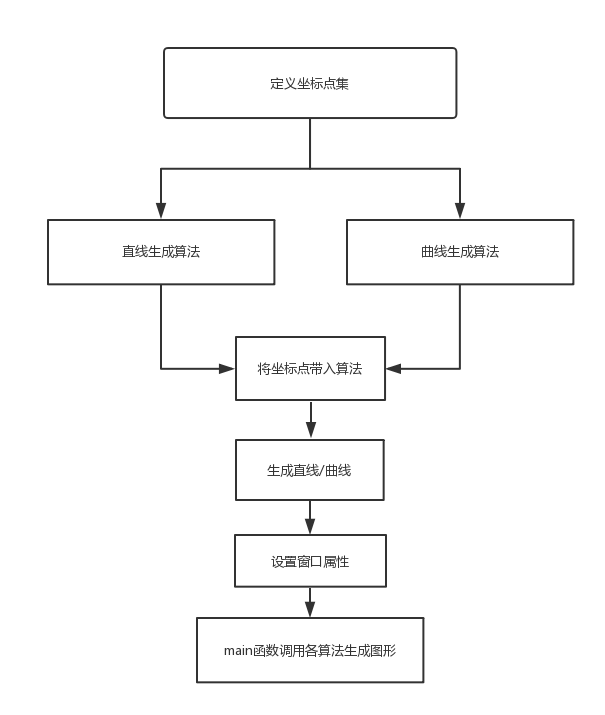 定义坐标点集
直线生成算法
曲线生成算法
将坐标点带入算法
生成直线/曲线
设置窗口属性
main函数调用各算法生成图形